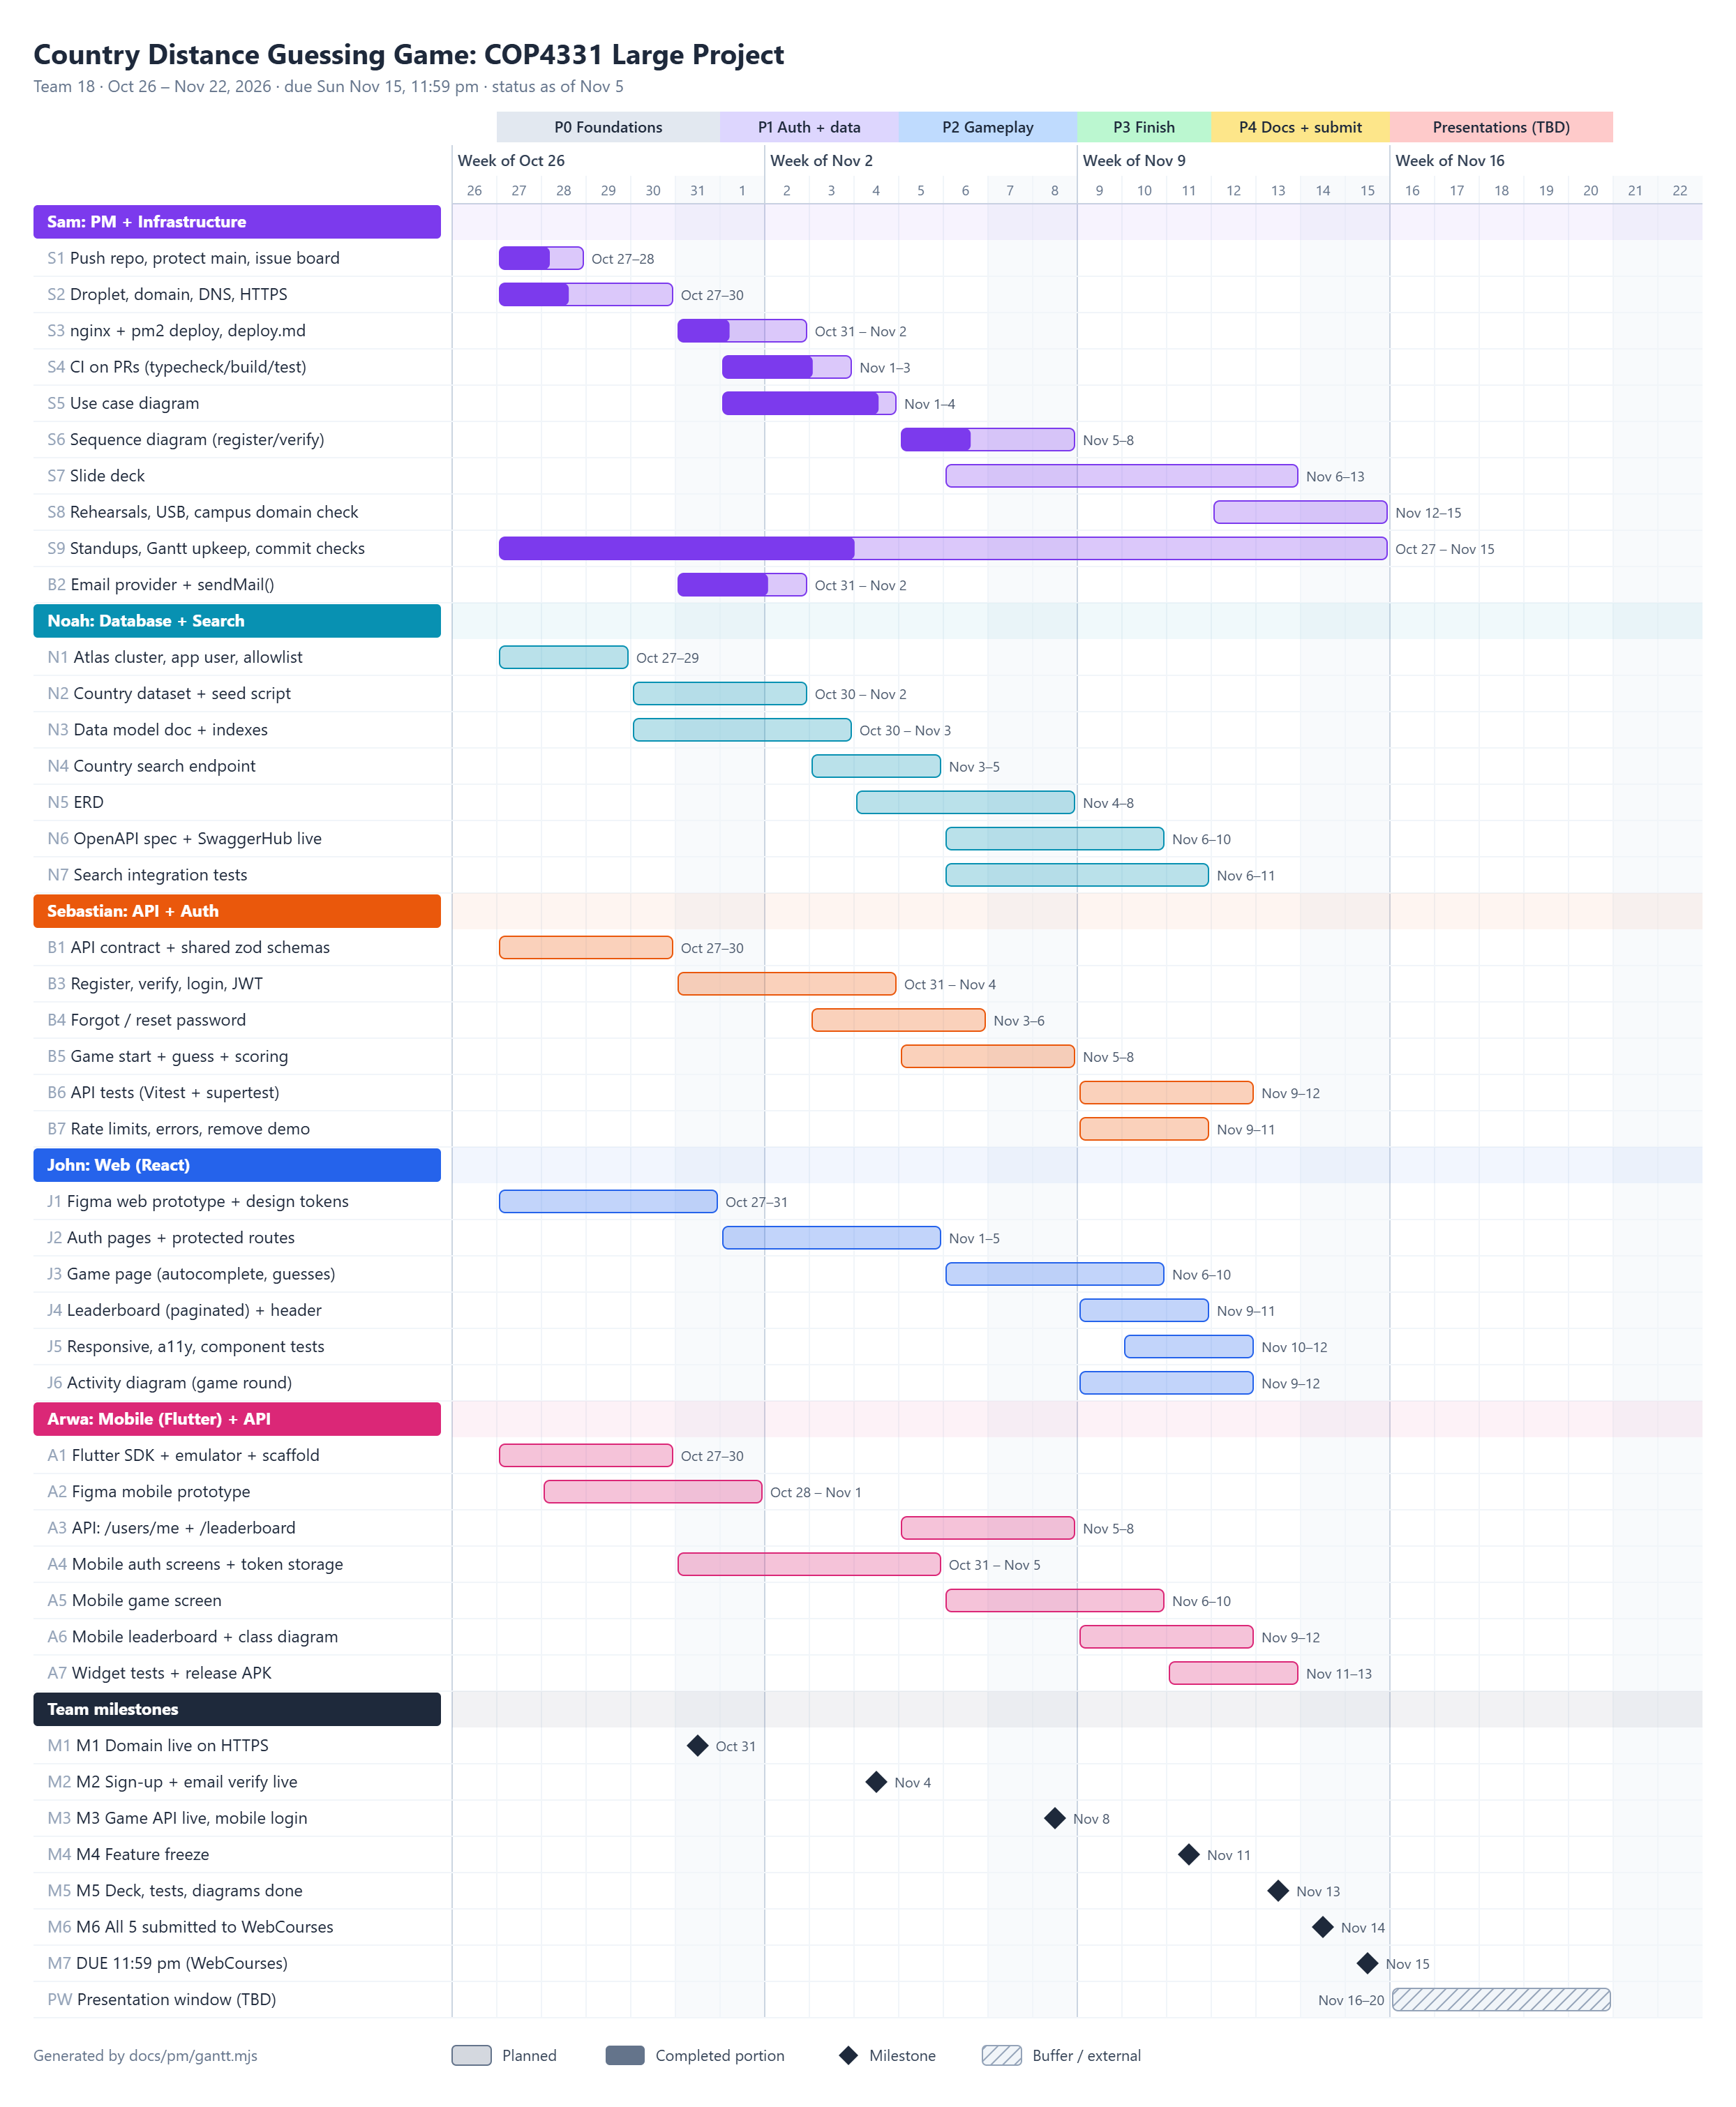 Country Distance Guessing Game: COP4331 Large Project
Team 18 · Oct 26 – Nov 22, 2026 · due Sun Nov 15, 11:59 pm · status as of Nov 5
P0 Foundations P1 Auth + data P2 Gameplay P3 Finish P4 Docs + submit Presentations (TBD)
Week of Oct 26 Week of Nov 2 Week of Nov 9 Week of Nov 16
26 27 28 29 30 31 1 2 3 4 5 6 7 8 9 10 11 12 13 14 15 16 17 18 19 20 21 22
Sam: PM + Infrastructure
S1 Push repo, protect main, issue board Oct 27–28
S2 Droplet, domain, DNS, HTTPS Oct 27–30
S3 nginx + pm2 deploy, deploy.md Oct 31 – Nov 2
S4 CI on PRs (typecheck/build/test) Nov 1–3
S5 Use case diagram Nov 1–4
S6 Sequence diagram (register/verify) Nov 5–8
S7 Slide deck Nov 6–13
S8 Rehearsals, USB, campus domain check Nov 12–15
S9 Standups, Gantt upkeep, commit checks Oct 27 – Nov 15
B2 Email provider + sendMail() Oct 31 – Nov 2
Noah: Database + Search
N1 Atlas cluster, app user, allowlist Oct 27–29
N2 Country dataset + seed script Oct 30 – Nov 2
N3 Data model doc + indexes Oct 30 – Nov 3
N4 Country search endpoint Nov 3–5
N5 ERD Nov 4–8
N6 OpenAPI spec + SwaggerHub live Nov 6–10
N7 Search integration tests Nov 6–11
Sebastian: API + Auth
B1 API contract + shared zod schemas Oct 27–30
B3 Register, verify, login, JWT Oct 31 – Nov 4
B4 Forgot / reset password Nov 3–6
B5 Game start + guess + scoring Nov 5–8
B6 API tests (Vitest + supertest) Nov 9–12
B7 Rate limits, errors, remove demo Nov 9–11
John: Web (React)
J1 Figma web prototype + design tokens Oct 27–31
J2 Auth pages + protected routes Nov 1–5
J3 Game page (autocomplete, guesses) Nov 6–10
J4 Leaderboard (paginated) + header Nov 9–11
J5 Responsive, a11y, component tests Nov 10–12
J6 Activity diagram (game round) Nov 9–12
Arwa: Mobile (Flutter) + API
A1 Flutter SDK + emulator + scaffold Oct 27–30
A2 Figma mobile prototype Oct 28 – Nov 1
A3 API: /users/me + /leaderboard Nov 5–8
A4 Mobile auth screens + token storage Oct 31 – Nov 5
A5 Mobile game screen Nov 6–10
A6 Mobile leaderboard + class diagram Nov 9–12
A7 Widget tests + release APK Nov 11–13
Team milestones
M1 M1 Domain live on HTTPS Oct 31
M2 M2 Sign-up + email verify live Nov 4
M3 M3 Game API live, mobile login Nov 8
M4 M4 Feature freeze Nov 11
M5 M5 Deck, tests, diagrams done Nov 13
M6 M6 All 5 submitted to WebCourses Nov 14
M7 DUE 11:59 pm (WebCourses) Nov 15
PW Presentation window (TBD) Nov 16–20
Generated by docs/pm/gantt.mjs Planned Completed portion Milestone Buffer / external